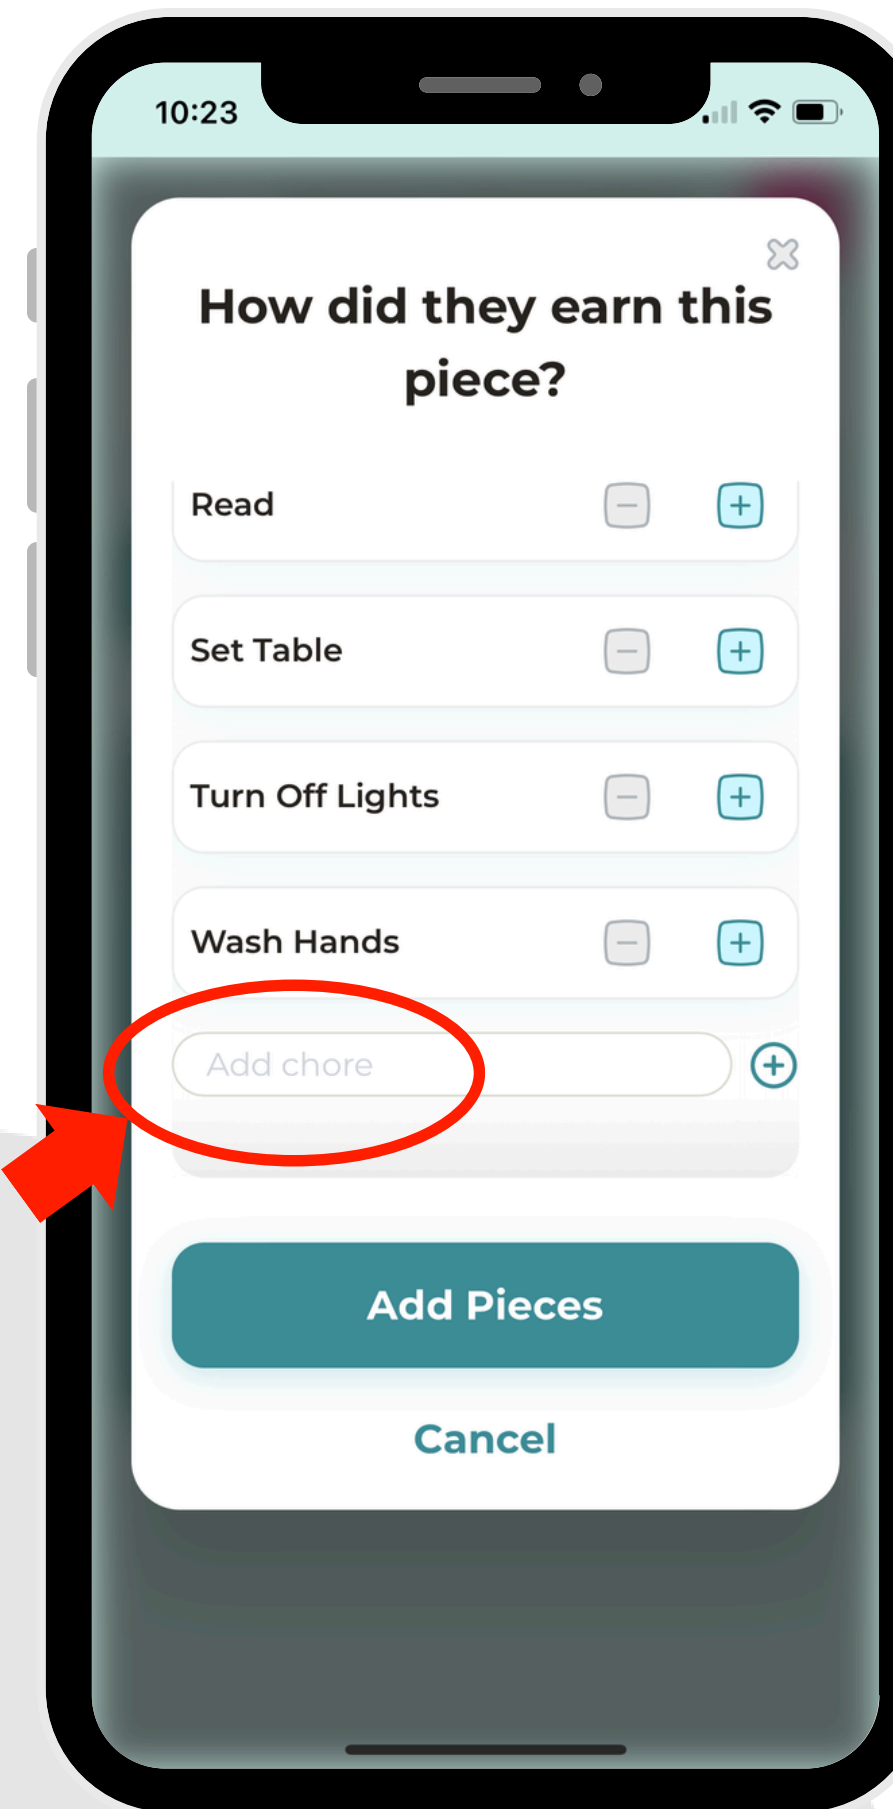 10:23
How did they earn this
piece?
Read
Set Table
Turn Off Lights
Wash Hands
Add chore
Add Pieces
Cancel